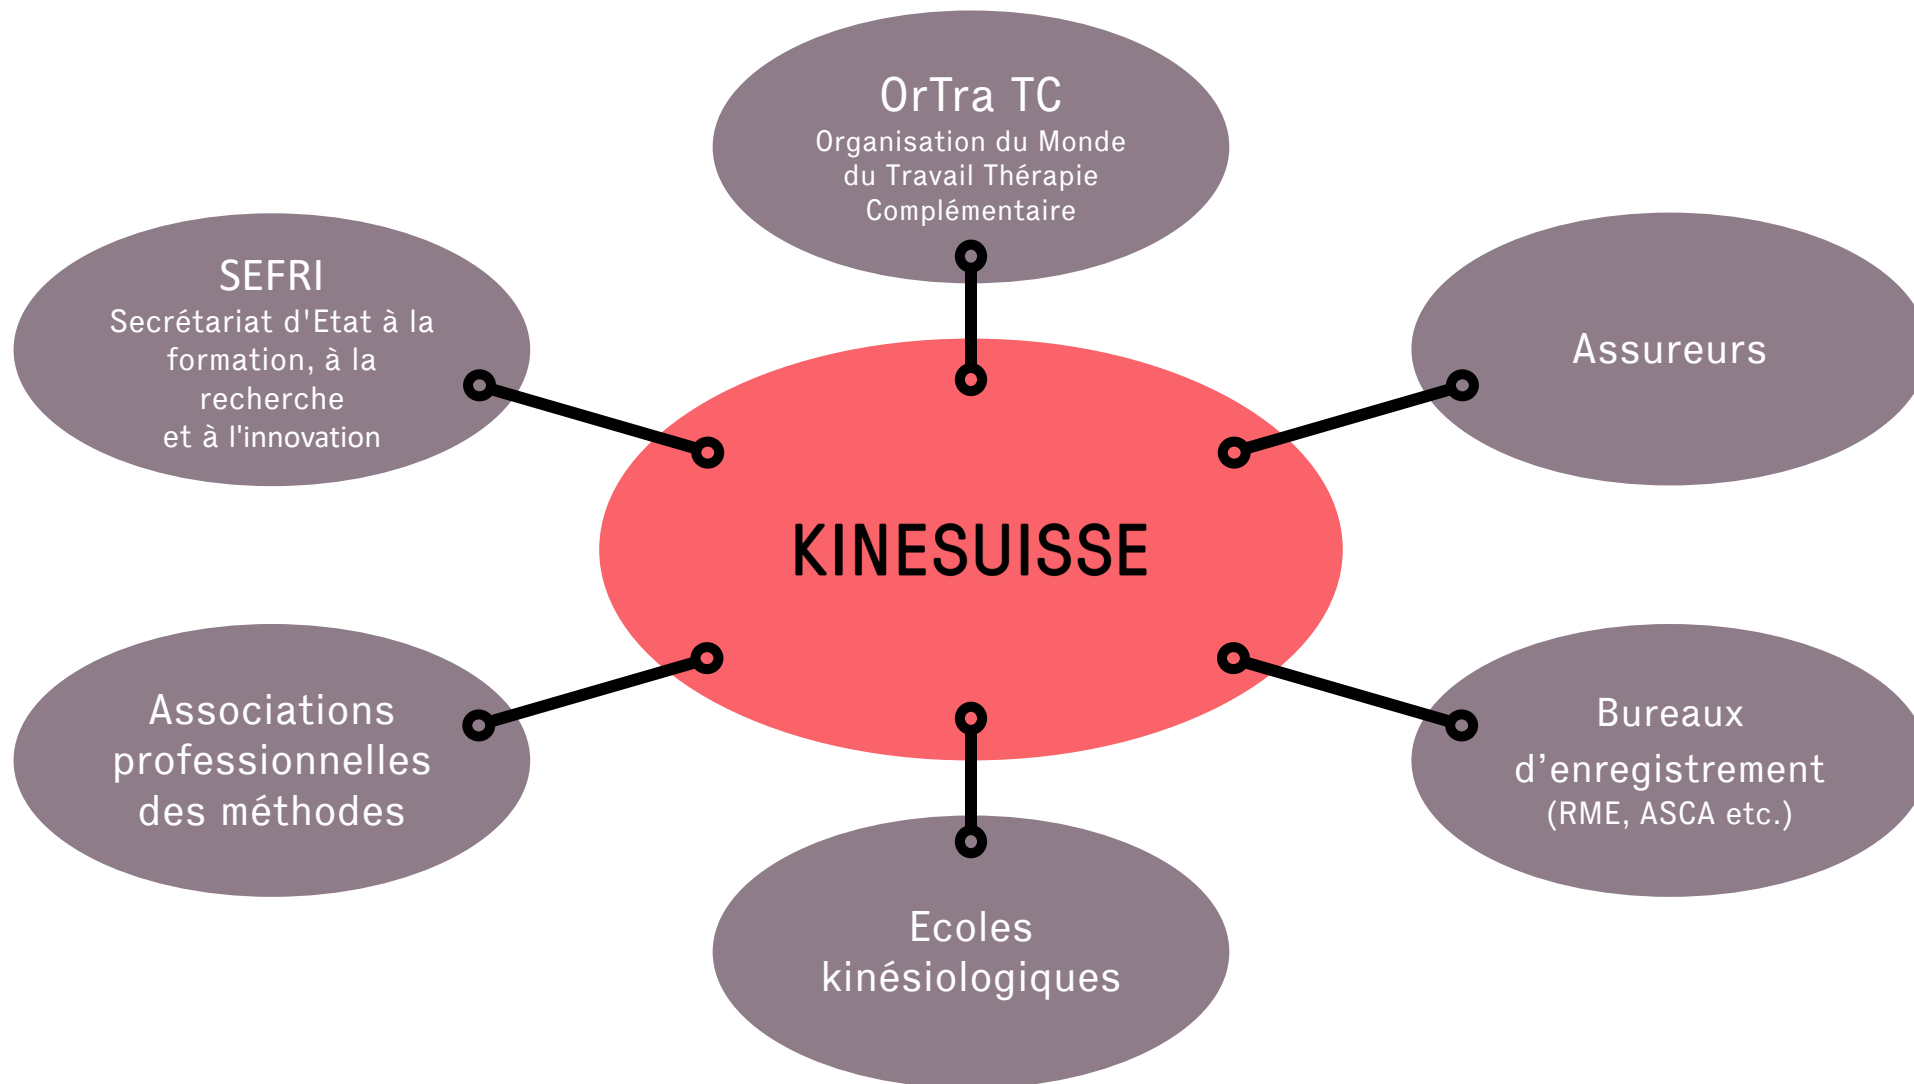 OrTra TC
Organisation du Monde
du Travail Thérapie
Complémentaire
SEFRI
Secrétariat d'Etat à la
formation, à la
recherche
et à l'innovation
Assureurs
KINESUISSE
Associations
professionnelles
des méthodes
Bureaux
d’enregistrement
(RME, ASCA etc.)
Ecoles
kinésiologiques